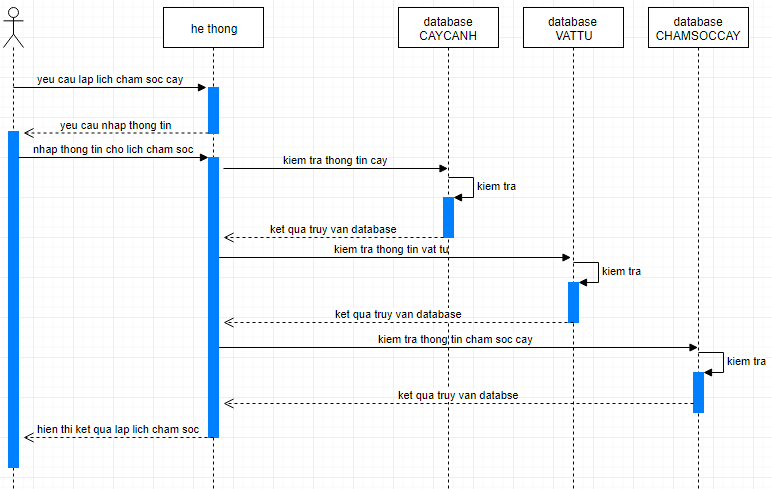 he thong
database
CAYCANH
database
VATTU
database
CHAMSOCCAY
yeu cau lap lich cham soc cay
yeu cau nhap thong tin
nhap thong tin cho lich cham soc
kiem tra thong tin cay
kiem tra
ket qua truy van database
kiem tra thong tin vat tu
kiem tra
ket qua truy van database
kiem tra thong tin cham soc cay
kiem tra
ket qua truy van databse
hien thi ket qua lap lich cham soc